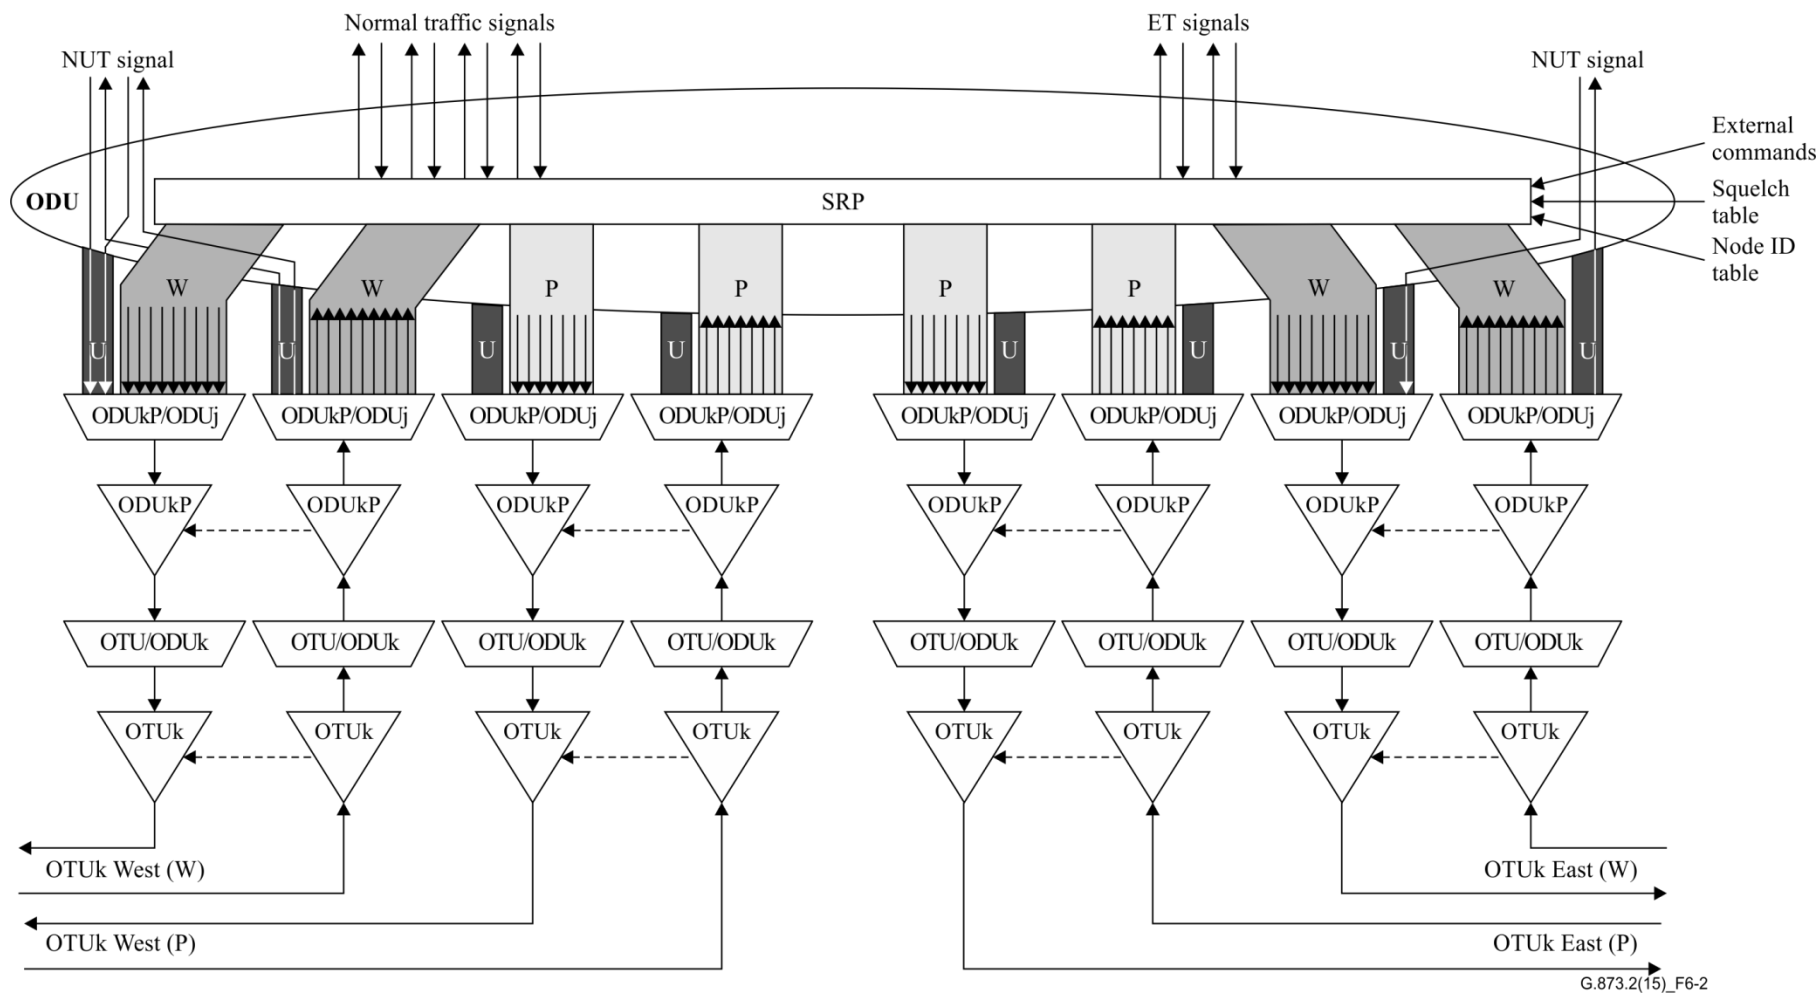 Normal traffic signals
ET signals
NUT signal
NUT signal
External
commands
ODU
SRP
Squelch
table
Node ID
table
W
W
P
P
P
P
W
W
U
U
U
U
U
U
U
U
ODUkP/ODUj
ODUkP/ODUj
ODUkP/ODUj
ODUkP/ODUj
ODUkP/ODUj
ODUkP/ODUj
ODUkP/ODUj
ODUkP/ODUj
ODUkP
ODUkP
ODUkP
ODUkP
ODUkP
ODUkP
ODUkP
ODUkP
OTU/ODUk
OTU/ODUk
OTU/ODUk
OTU/ODUk
OTU/ODUk
OTU/ODUk
OTU/ODUk
OTU/ODUk
OTUk
OTUk
OTUk
OTUk
OTUk
OTUk
OTUk
OTUk
OTUk West (W)
OTUk East (W)
OTUk West (P)
OTUk East (P)
G.873.2(15)_F6-2